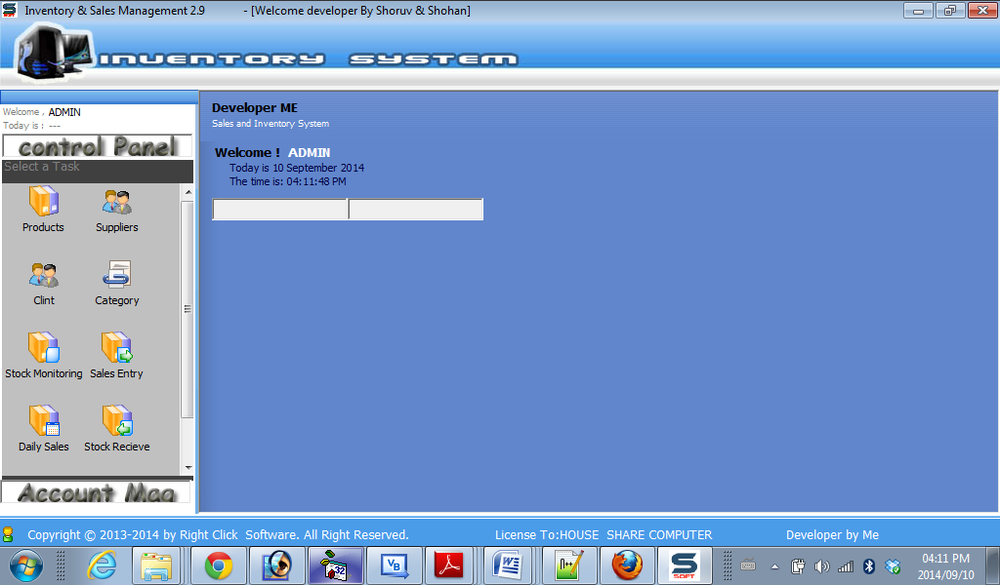 Inventory & Sales Management 2.9 - [Welcome developer By Shoruv & Shohan]
INVENTORY SYSTEM
Welcome , ADMIN
Today is : ---
control Panel
Select a Task
Products
Suppliers
Clint
Category
Stock Monitoring
Sales Entry
Daily Sales
Stock Recieve
Account Mag
Developer ME
Sales and Inventory System
Welcome ! ADMIN
Today is 10 September 2014
The time is: 04:11:48 PM
Copyright © 2013-2014 by Right Click Software. All Right Reserved.
License To:HOUSE SHARE COMPUTER
Developer by Me
32
VB
W
S
SOFT
04:11 PM
2014/09/10